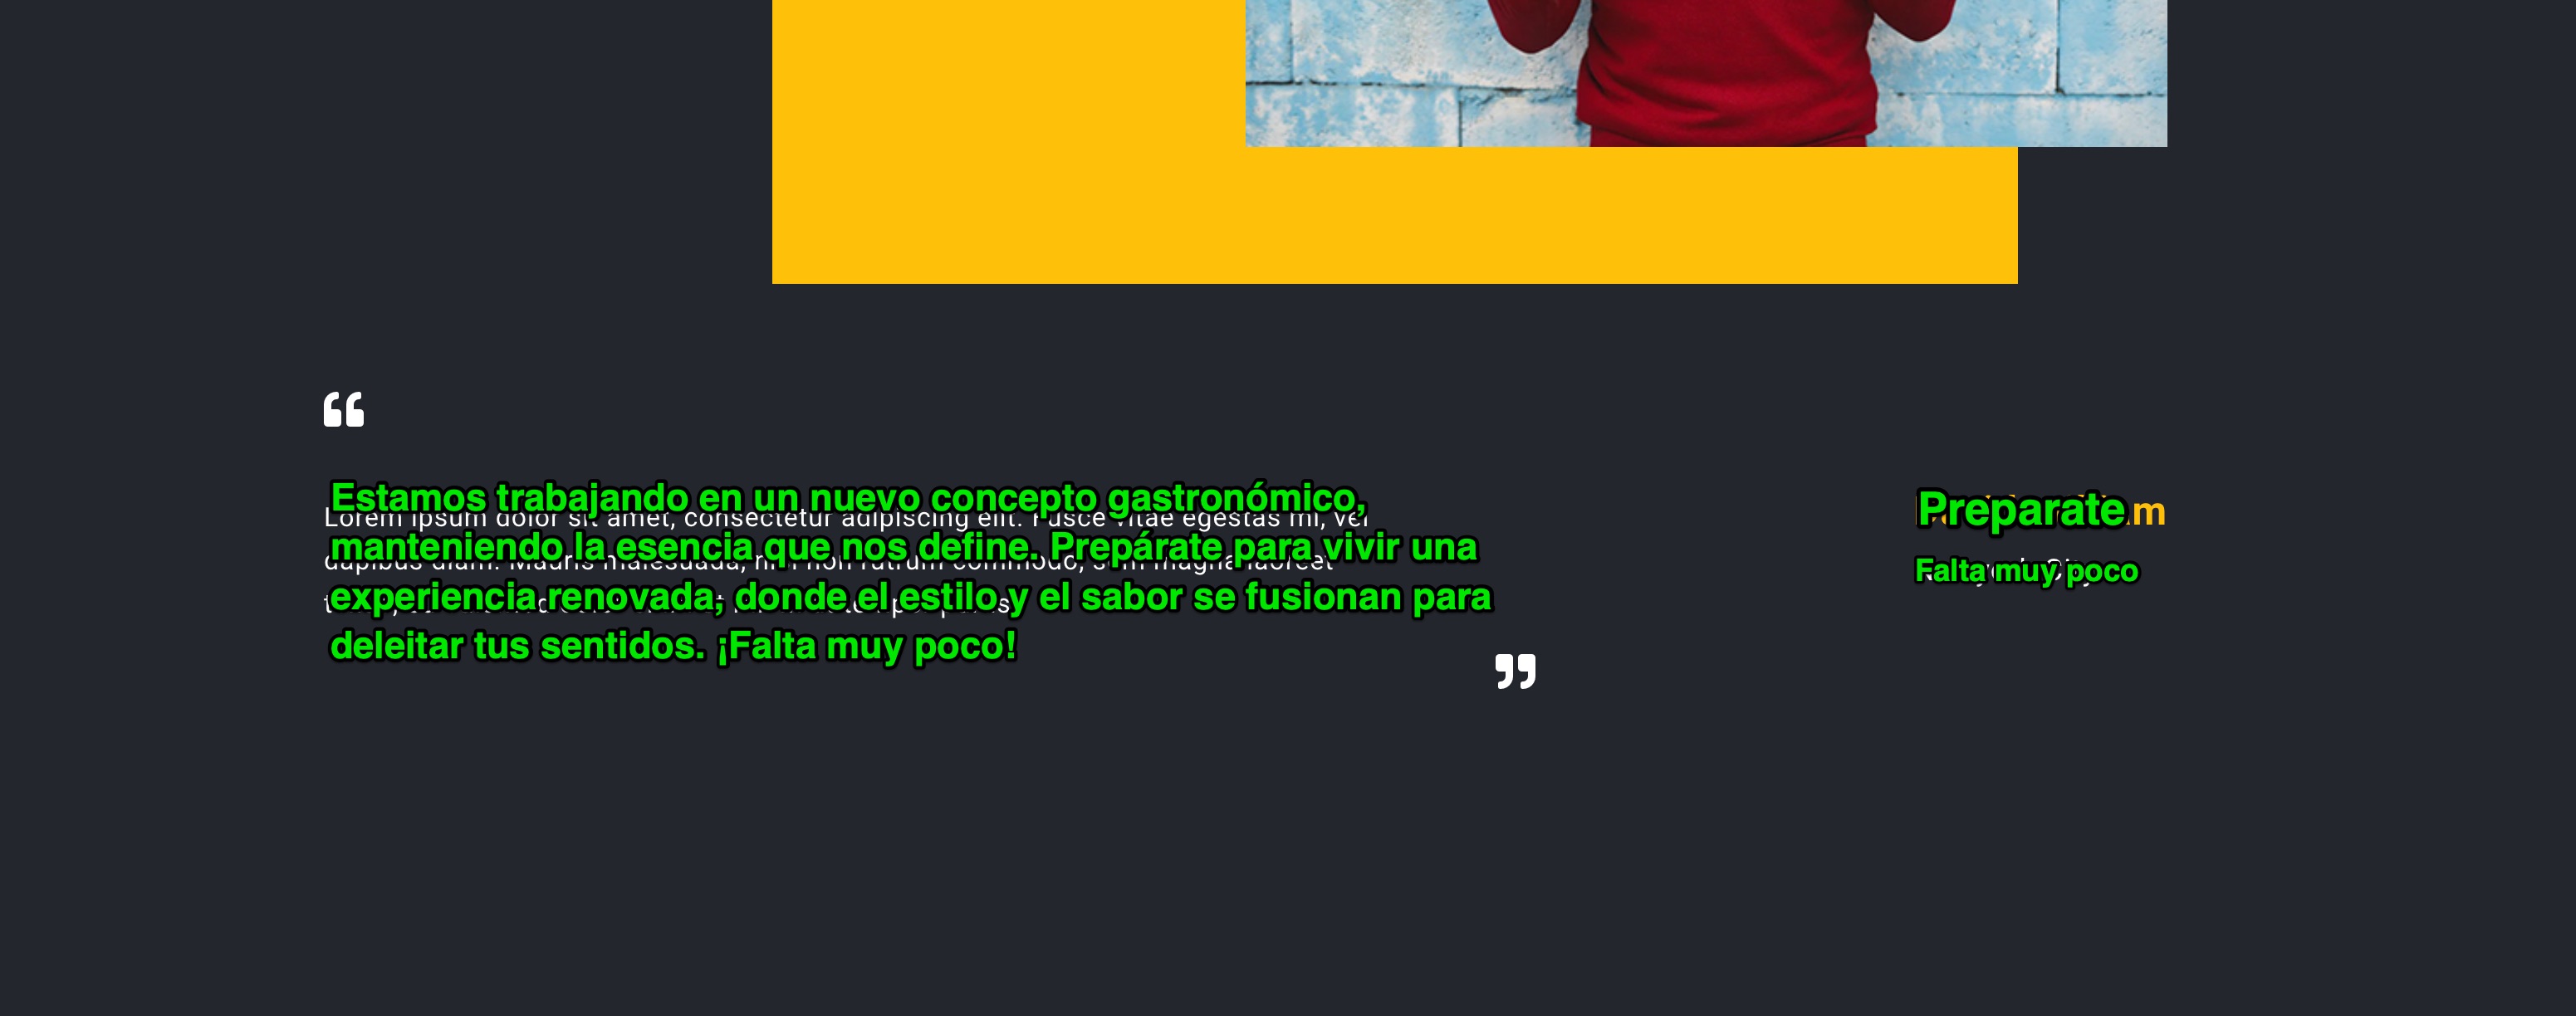 “
Estamos trabajando en un nuevo concepto gastronómico,
Lorem ipsum dolor sit amet, consectetur adipiscing elit. Fusce vitae egestas mi, vel
manteniendo la esencia que nos define. Prepárate para vivir una
dapibus diam. Mauris malesuada, non rutrum commodo, sem magna laoreet
experiencia renovada, donde el estilo y el sabor se fusionan para
deleitar tus sentidos. ¡Falta muy poco!
”
Preparate
Falta muy poco